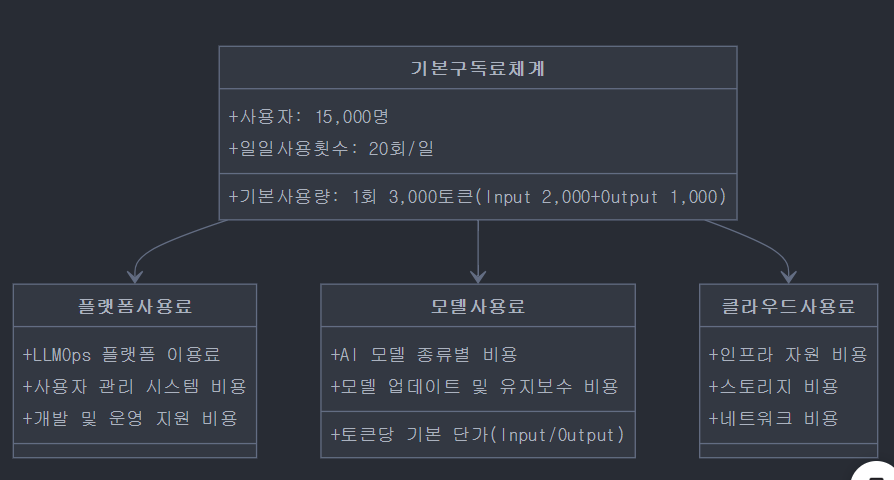 기본구독료체계
+사용자: 15,000명
+일일사용횟수: 20회/일
+기본사용량: 1회 3,000토큰(Input 2,000+Output 1,000)
플랫폼사용료
+LLMOps 플랫폼 이용료
+사용자 관리 시스템 비용
+개발 및 운영 지원 비용
모델사용료
+AI 모델 종류별 비용
+모델 업데이트 및 유지보수 비용
+토큰당 기본 단가(Input/Output)
클라우드사용료
+인프라 자원 비용
+스토리지 비용
+네트워크 비용